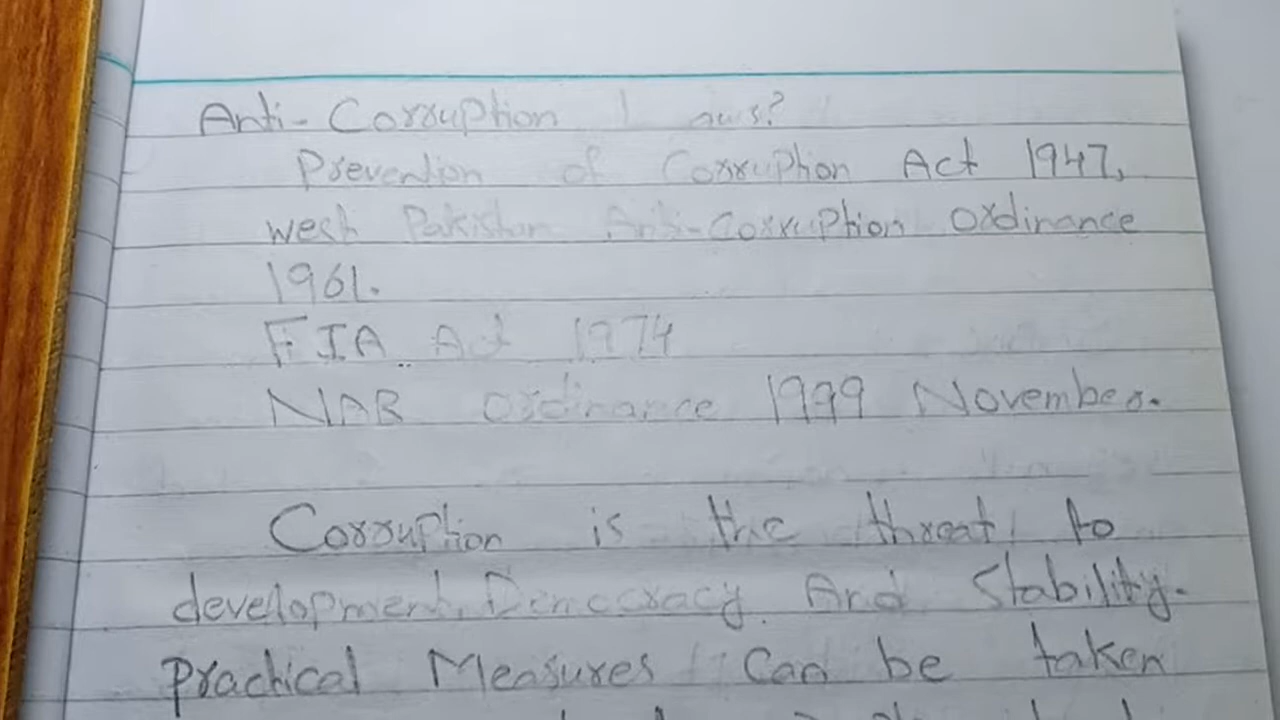 Anti-Corruption Laws?
Prevention of Corruption Act 1947,
west Pakistan Anti-Corruption Ordinance
1961.
FIA Act 1974
NAB Ordinance 1999 November.
Corruption is the threat to
development, Democracy And Stability.
Practical Measures Can be taken